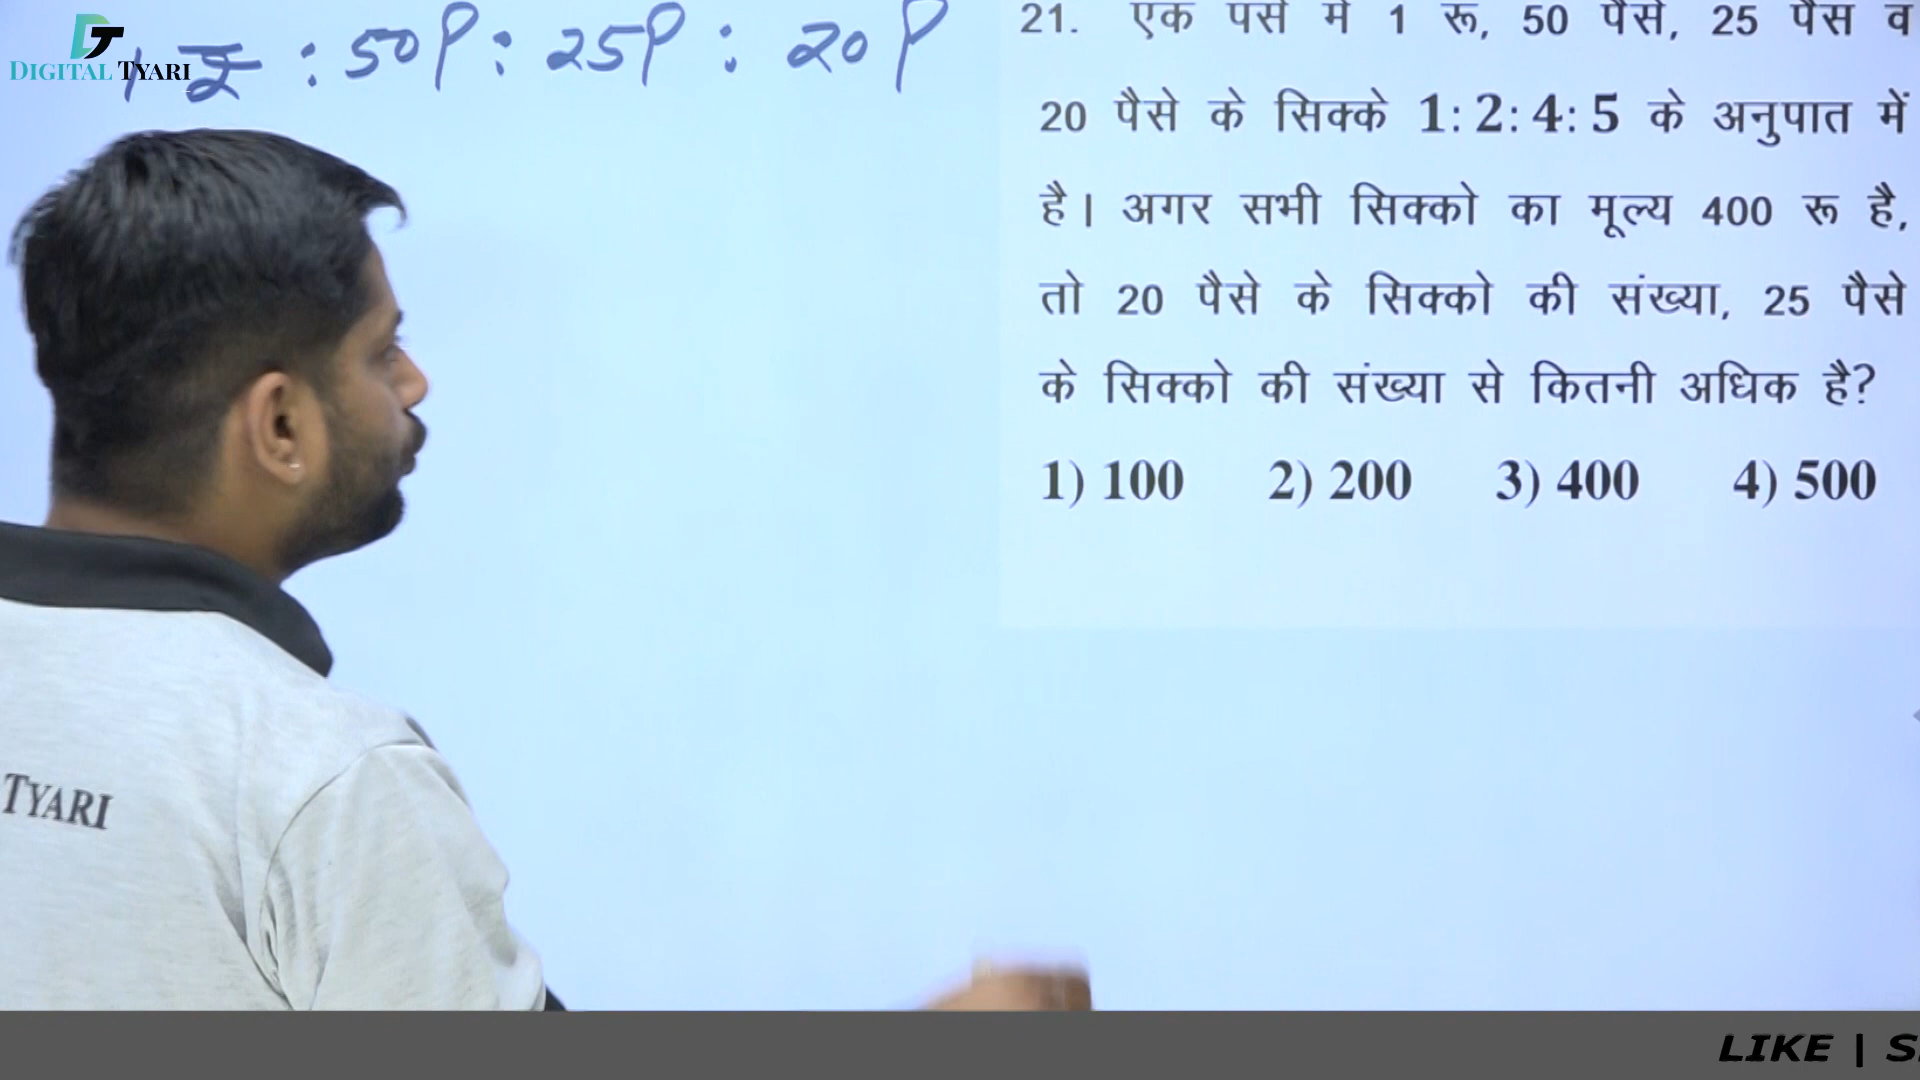 DIGITAL TYARI
1 रु : 50P : 25P : 20P
21. एक पर्स में 1 रू, 50 पैसे, 25 पैसे व
20 पैसे के सिक्के 1: 2: 4: 5 के अनुपात में
है। अगर सभी सिक्को का मूल्य 400 रू है,
तो 20 पैसे के सिक्को की संख्या, 25 पैसे
के सिक्को की संख्या से कितनी अधिक है?
1) 100 2) 200 3) 400 4) 500
TYARI
LIKE | S